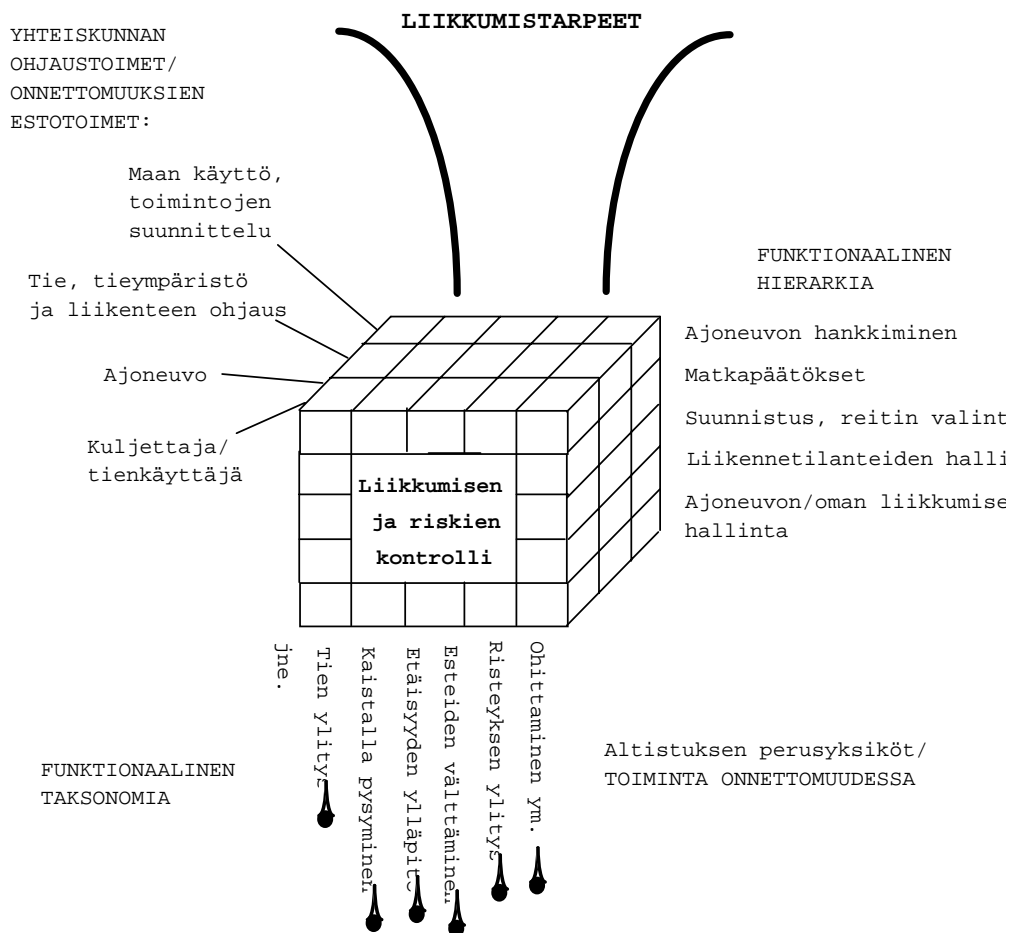 LIIKKUMISTARPEET
YHTEISKUNNAN
OHJAUSTOIMET/
ONNETTOMUUKSIEN
ESTOTOIMET:
Maan käyttö,
toimintojen
suunnittelu
Tie, tieympäristö
ja liikenteen ohjaus
Ajoneuvo
Kuljettaja/
tienkäyttäjä
FUNKTIONAALINEN
HIERARKIA
Ajoneuvon hankkiminen
Matkapäätökset
Suunnistus, reitin valint
Liikennetilanteiden halli
Ajoneuvon/oman liikkumise
hallinta
Liikkumisen
ja riskien
kontrolli
jne.
Tien ylitys
Kaistalla pysyminen
Etäisyyden ylläpito
Esteiden välttäminen
Risteyksen ylitys
Ohittaminen ym.
FUNKTIONAALINEN
TAKSONOMIA
Altistuksen perusyksiköt/
TOIMINTA ONNETTOMUUDESSA